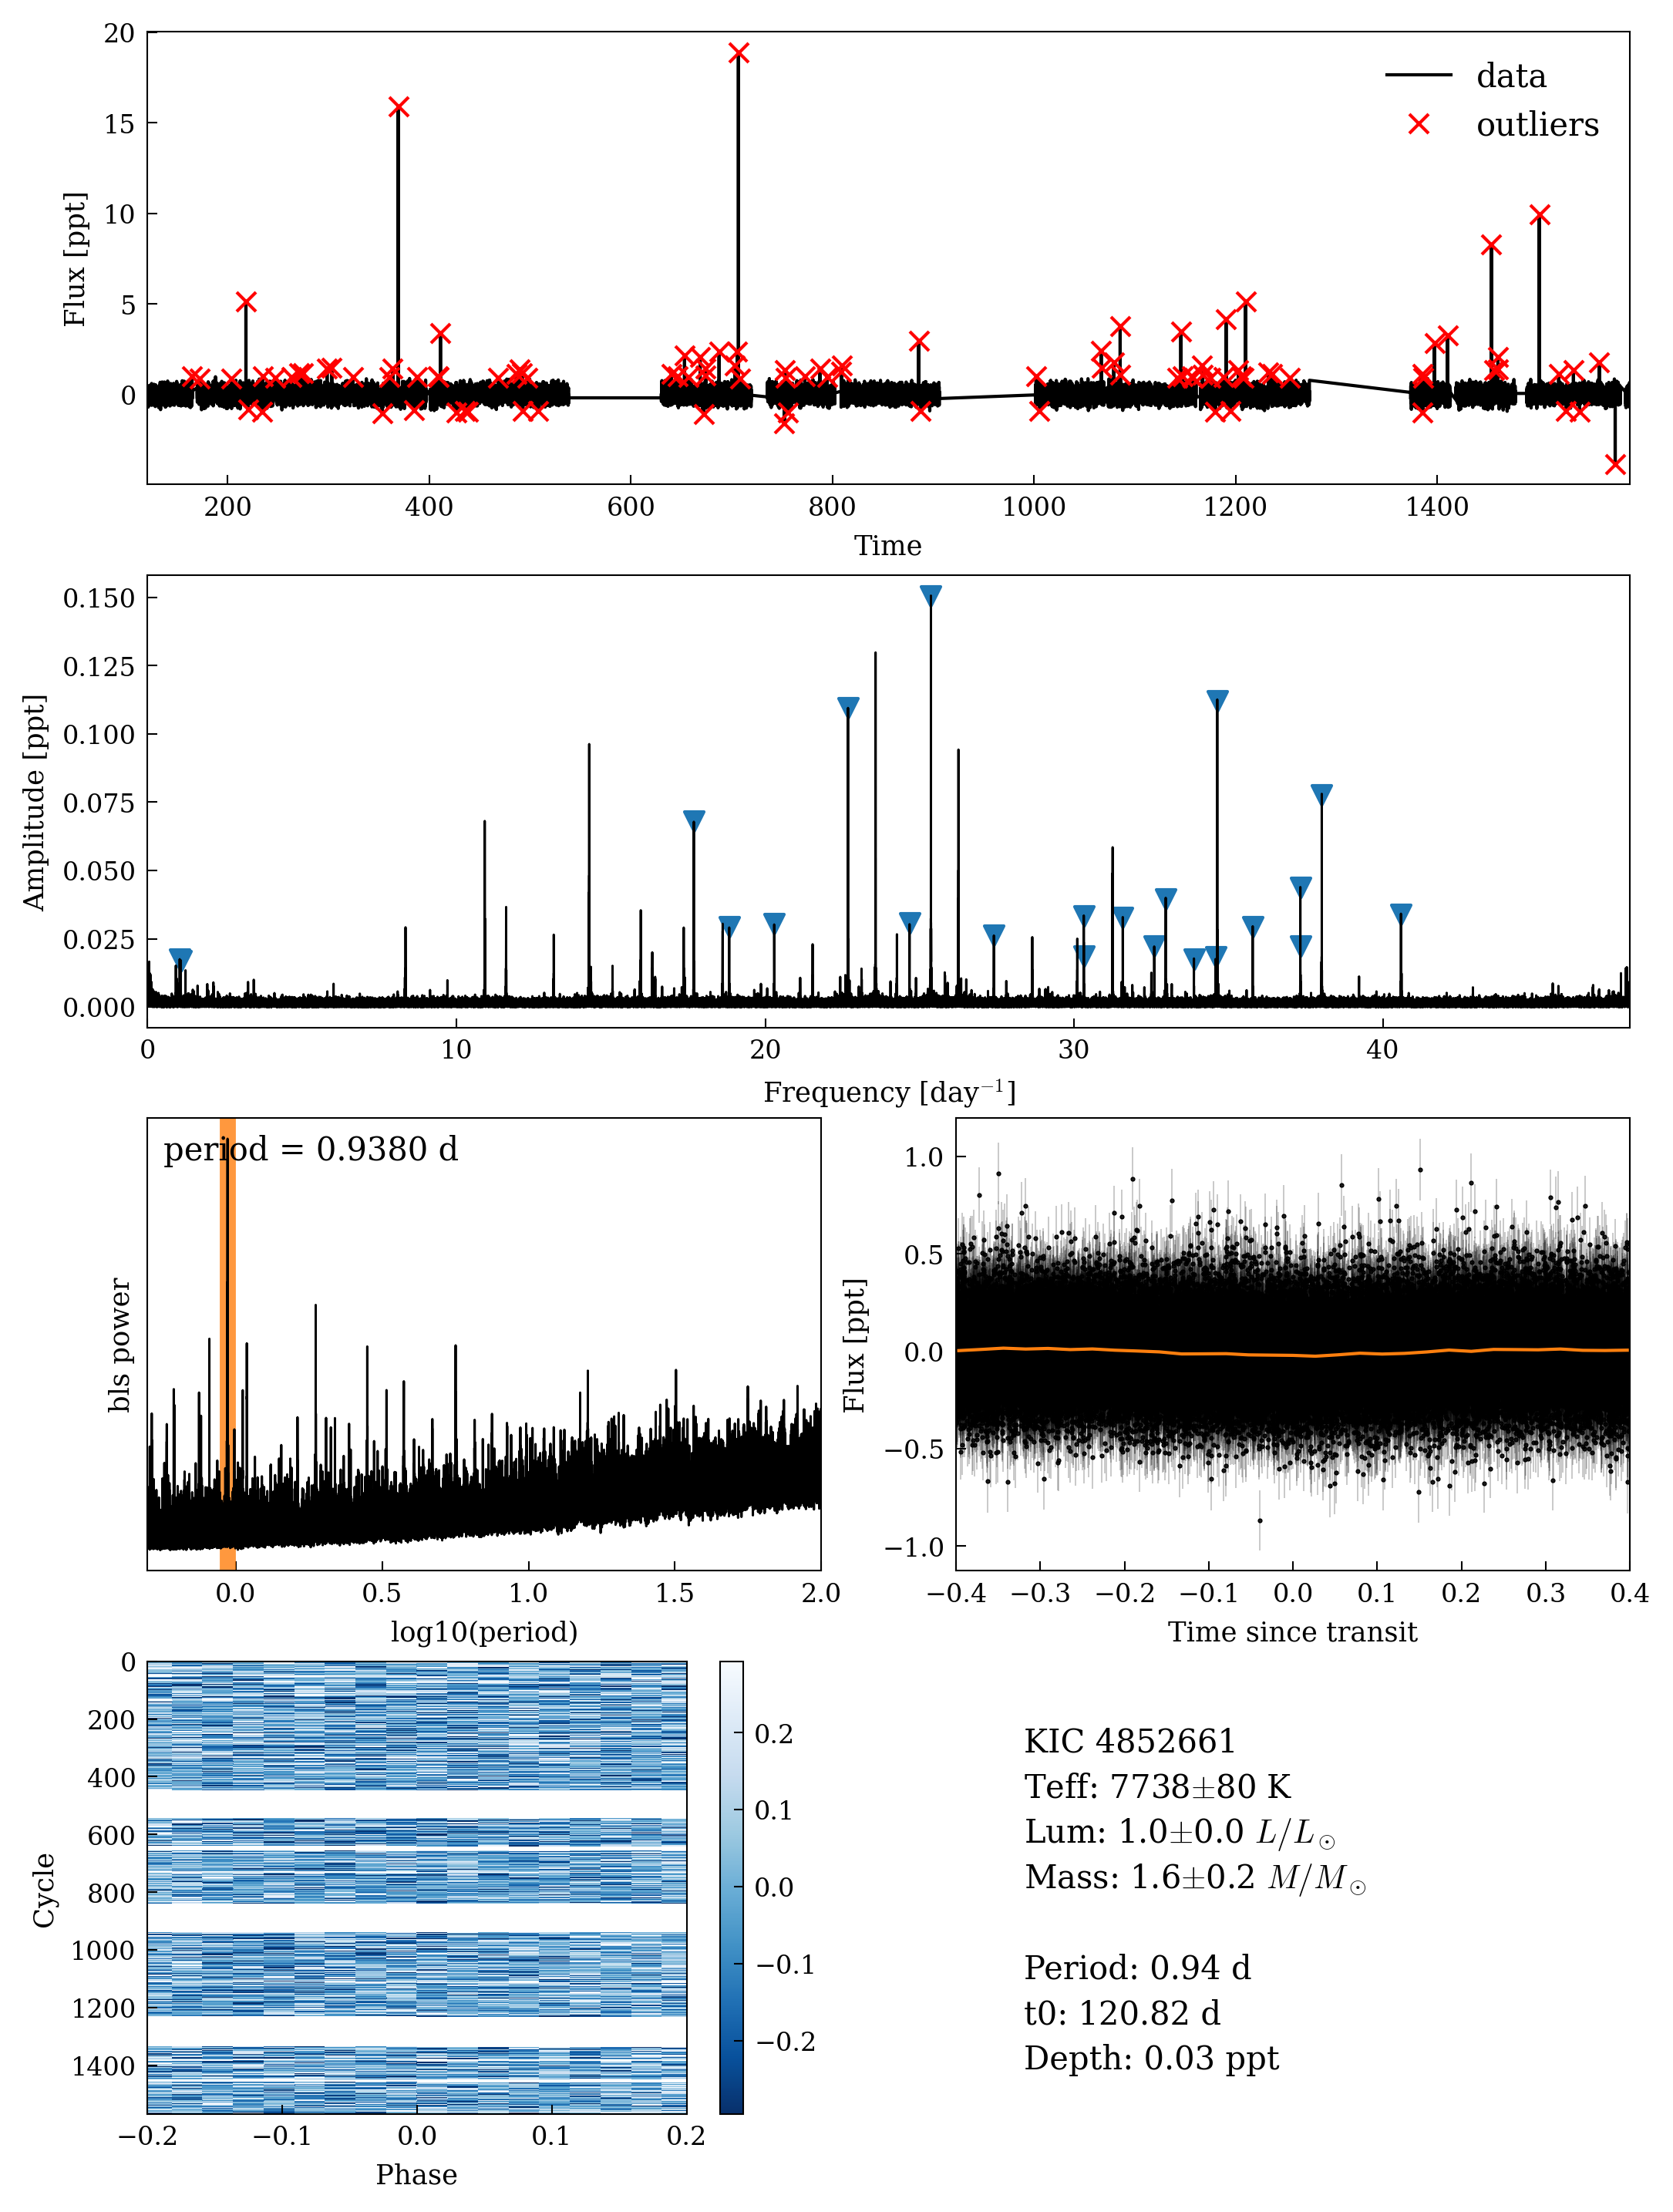 20
15
10
5
0
Flux [ppt]
data
outliers
200 400 600 800 1000 1200 1400
Time
0.150
0.125
0.100
0.075
0.050
0.025
0.000
Amplitude [ppt]
0 10 20 30 40
Frequency [day⁻¹]
period = 0.9380 d
bls power
0.0 0.5 1.0 1.5 2.0
log10(period)
1.0
0.5
0.0
−0.5
−1.0
Flux [ppt]
−0.4 −0.3 −0.2 −0.1 0.0 0.1 0.2 0.3 0.4
Time since transit
0
200
400
600
800
1000
1200
1400
Cycle
−0.2 −0.1 0.0 0.1 0.2
Phase
0.2
0.1
0.0
−0.1
−0.2
KIC 4852661
Teff: 7738±80 K
Lum: 1.0±0.0 L/L⊙
Mass: 1.6±0.2 M/M⊙
Period: 0.94 d
t0: 120.82 d
Depth: 0.03 ppt